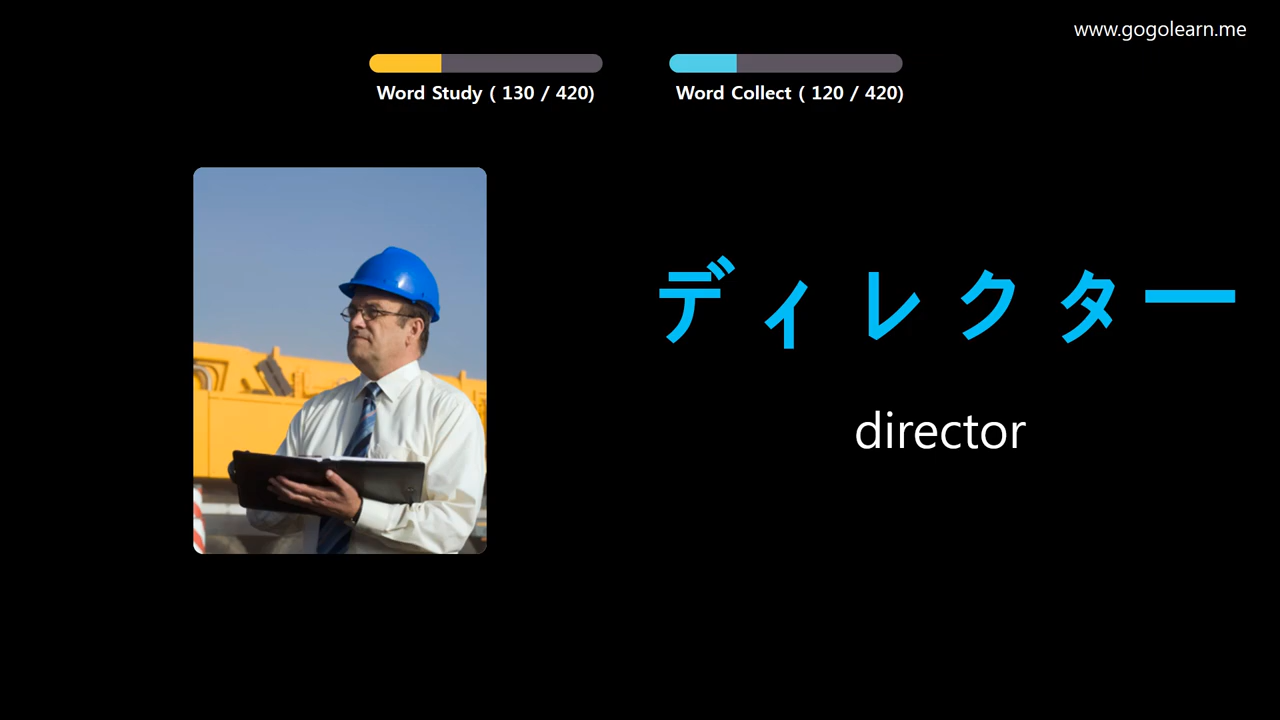 www.gogolearn.me
Word Study ( 130 / 420)
Word Collect ( 120 / 420)
ディレクター
director